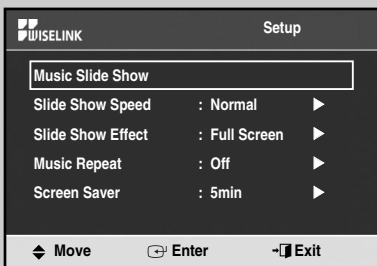 WISELINK Setup
Music Slide Show
Slide Show Speed : Normal ▶
Slide Show Effect : Full Screen ▶
Music Repeat : Off ▶
Screen Saver : 5min ▶
Move Enter Exit